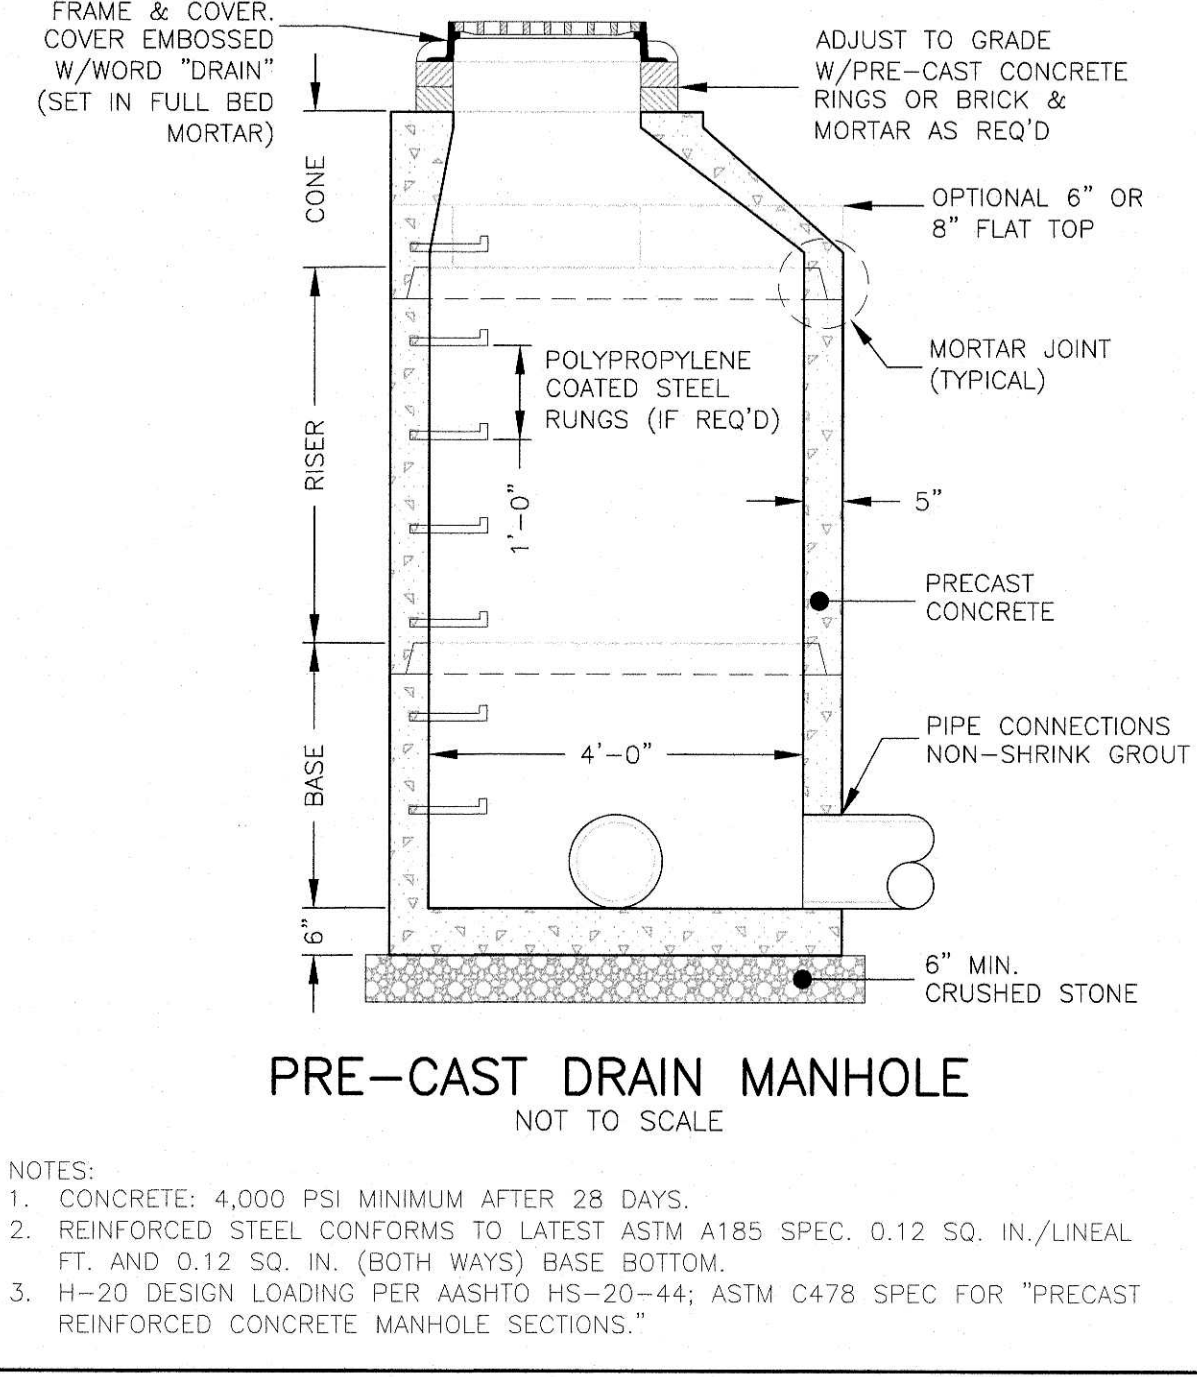 FRAME & COVER.
COVER EMBOSSED
W/WORD "DRAIN"
(SET IN FULL BED
MORTAR)
ADJUST TO GRADE
W/PRE-CAST CONCRETE
RINGS OR BRICK &
MORTAR AS REQ'D
CONE
OPTIONAL 6" OR
8" FLAT TOP
MORTAR JOINT
(TYPICAL)
POLYPROPYLENE
COATED STEEL
RUNGS (IF REQ'D)
RISER
1'-0"
5"
PRECAST
CONCRETE
PIPE CONNECTIONS
NON-SHRINK GROUT
4'-0"
BASE
6"
6" MIN.
CRUSHED STONE
PRE-CAST DRAIN MANHOLE
NOT TO SCALE
NOTES:
1. CONCRETE: 4,000 PSI MINIMUM AFTER 28 DAYS.
2. REINFORCED STEEL CONFORMS TO LATEST ASTM A185 SPEC. 0.12 SQ. IN./LINEAL
FT. AND 0.12 SQ. IN. (BOTH WAYS) BASE BOTTOM.
3. H-20 DESIGN LOADING PER AASHTO HS-20-44; ASTM C478 SPEC FOR "PRECAST
REINFORCED CONCRETE MANHOLE SECTIONS."